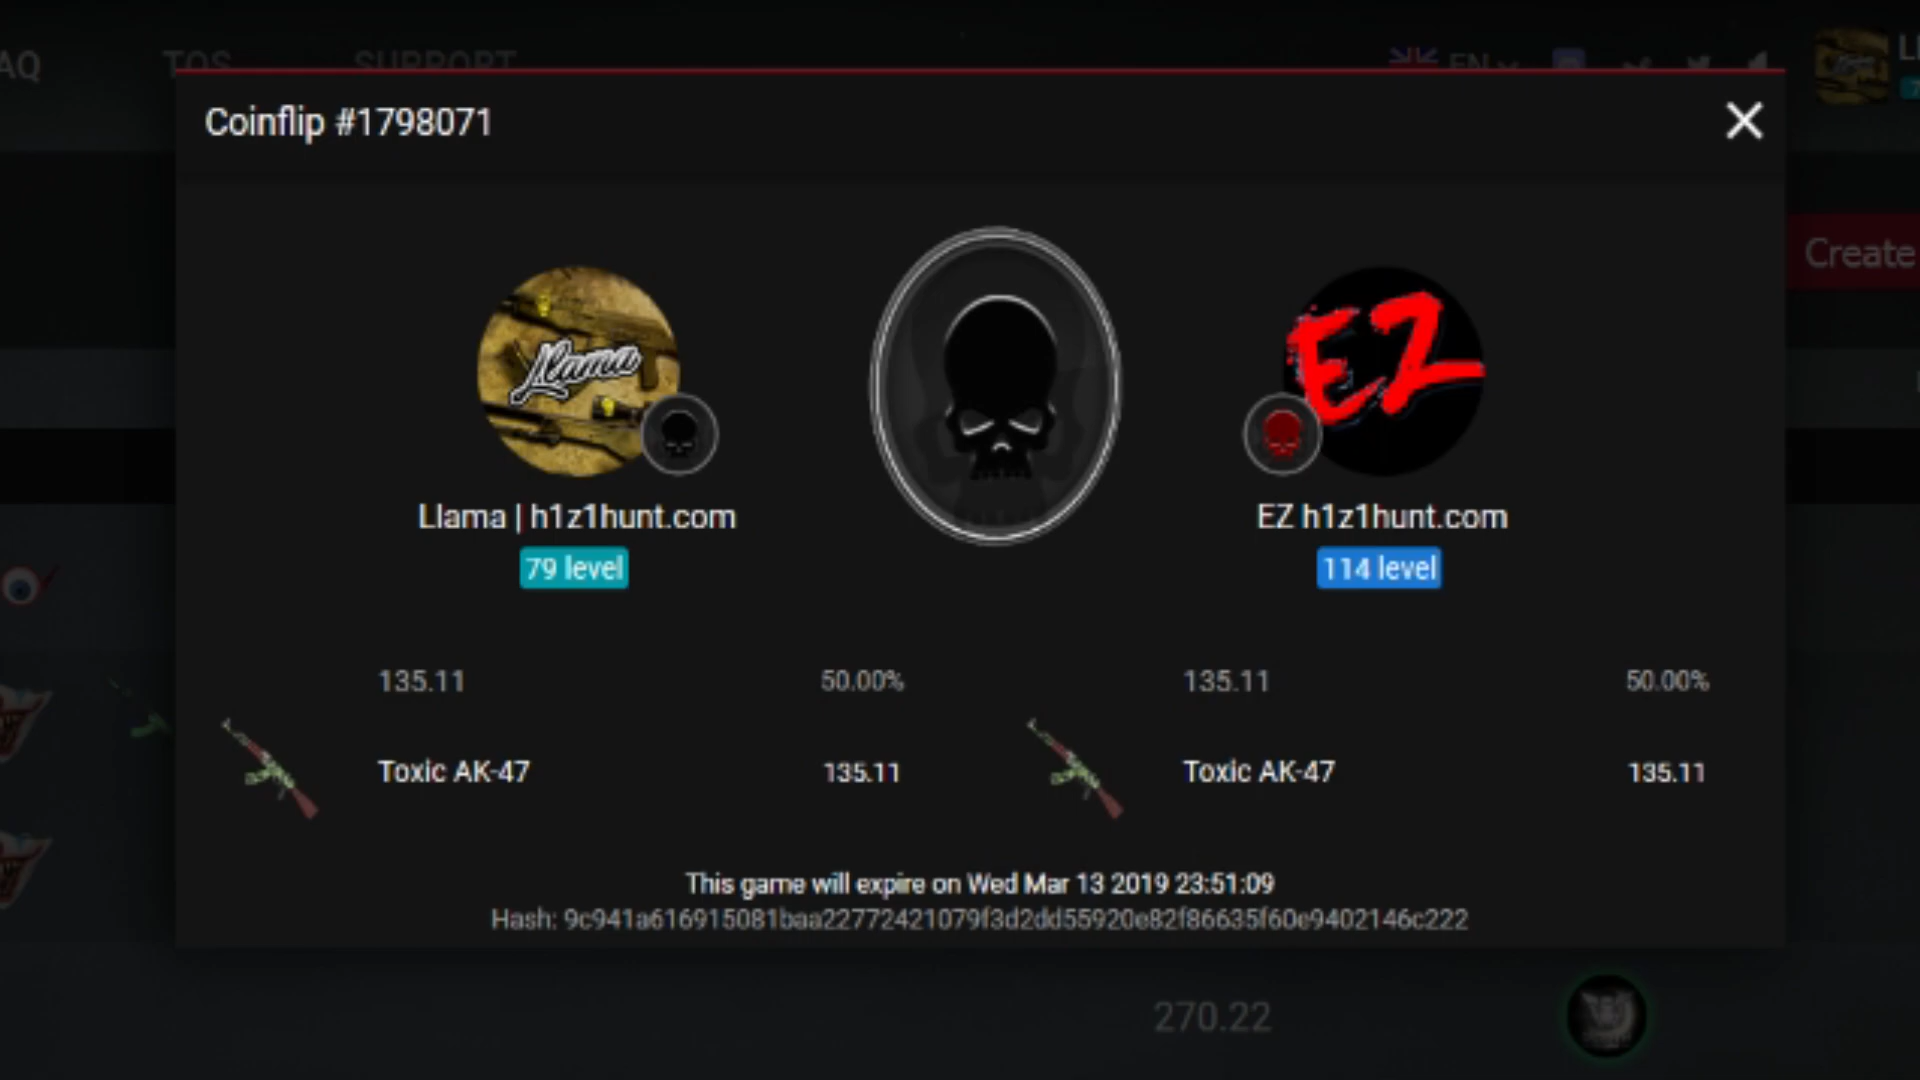 AQ TOS SUPPORT EN
Coinflip #1798071
Create
Llama
EZ
Llama | h1z1hunt.com EZ h1z1hunt.com
79 level 114 level
135.11 50.00% 135.11 50.00%
Toxic AK-47 135.11 Toxic AK-47 135.11
This game will expire on Wed Mar 13 2019 23:51:09
Hash: 9c941a616915081baa22772421079f3d2dd55920e82f86635f60e9402146c222
270.22